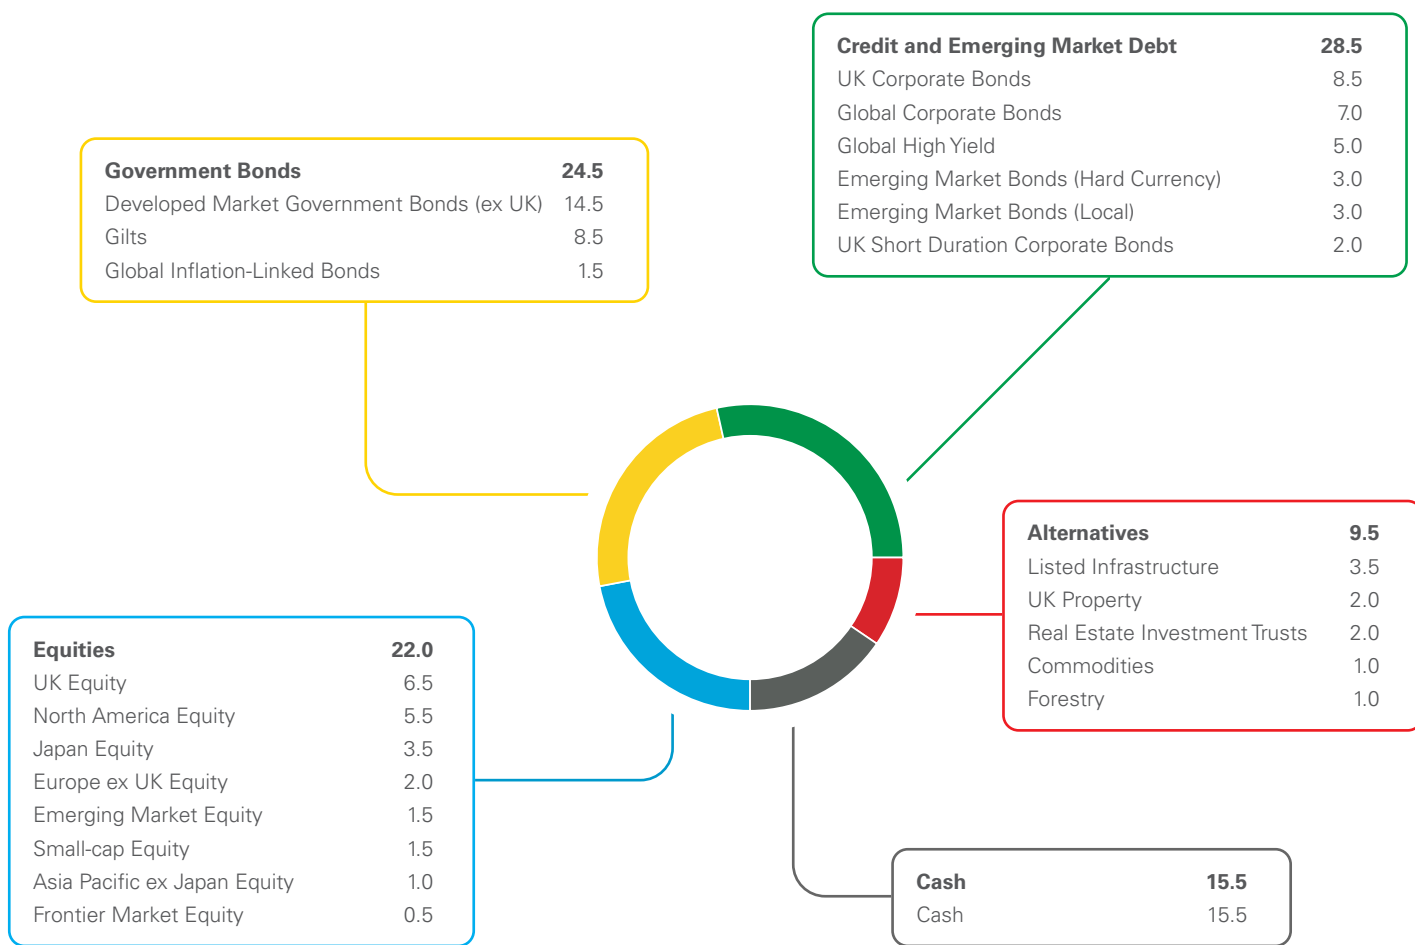 Credit and Emerging Market Debt 28.5
UK Corporate Bonds 8.5
Global Corporate Bonds 7.0
Global High Yield 5.0
Emerging Market Bonds (Hard Currency) 3.0
Emerging Market Bonds (Local) 3.0
UK Short Duration Corporate Bonds 2.0
Government Bonds 24.5
Developed Market Government Bonds (ex UK) 14.5
Gilts 8.5
Global Inflation-Linked Bonds 1.5
Alternatives 9.5
Listed Infrastructure 3.5
UK Property 2.0
Real Estate Investment Trusts 2.0
Commodities 1.0
Forestry 1.0
Equities 22.0
UK Equity 6.5
North America Equity 5.5
Japan Equity 3.5
Europe ex UK Equity 2.0
Emerging Market Equity 1.5
Small-cap Equity 1.5
Asia Pacific ex Japan Equity 1.0
Frontier Market Equity 0.5
Cash 15.5
Cash 15.5